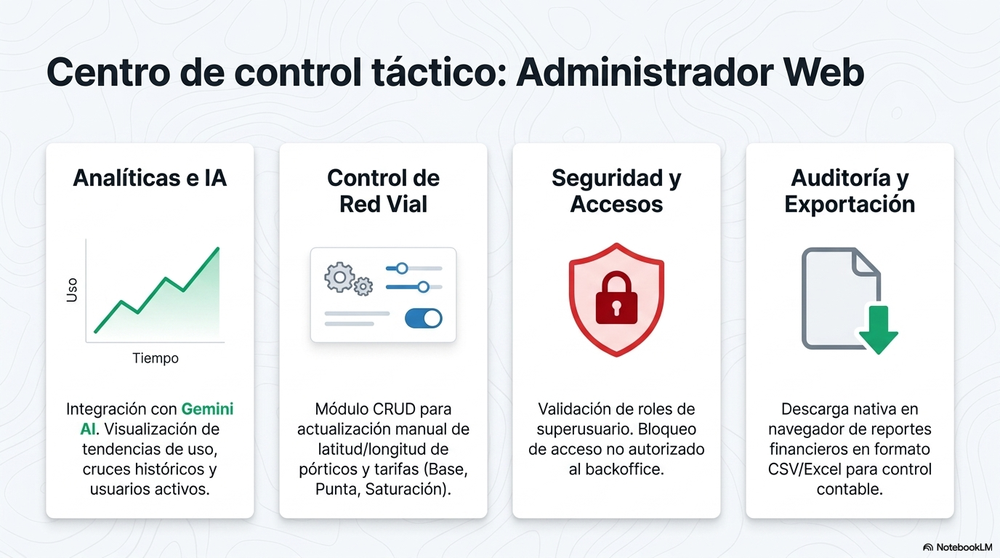 Centro de control táctico: Administrador Web
Analíticas e IA
Uso
Tiempo
Integración con Gemini
AI. Visualización de
tendencias de uso,
cruces históricos y
usuarios activos.
Control de
Red Vial
Módulo CRUD para
actualización manual de
latitud/longitud de
pórticos y tarifas (Base,
Punta, Saturación).
Seguridad y
Accesos
Validación de roles de
superusuario. Bloqueo
de acceso no autorizado
al backoffice.
Auditoría y
Exportación
Descarga nativa en
navegador de reportes
financieros en formato
CSV/Excel para control
contable.
NotebookLM